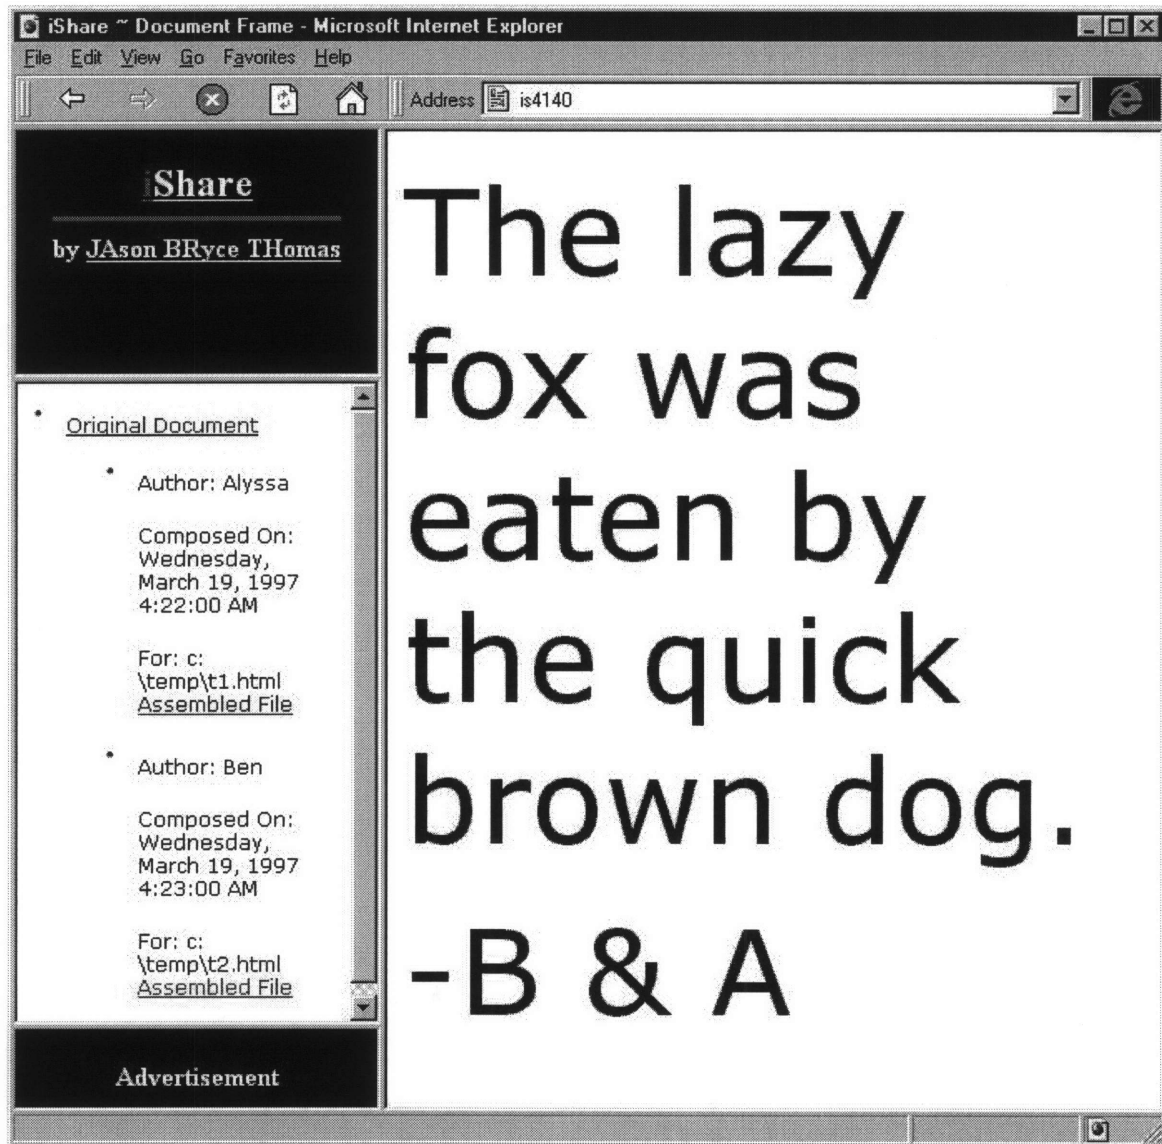 iShare ~ Document Frame - Microsoft Internet Explorer
File Edit View Go Favorites Help
Address is4140
iShare
by JAson BRyce THomas
Original Document
Author: Alyssa
Composed On:
Wednesday,
March 19, 1997
4:22:00 AM
For: c:
\temp\t1.html
Assembled File
Author: Ben
Composed On:
Wednesday,
March 19, 1997
4:23:00 AM
For: c:
\temp\t2.html
Assembled File
Advertisement
The lazy
fox was
eaten by
the quick
brown dog.
-B & A